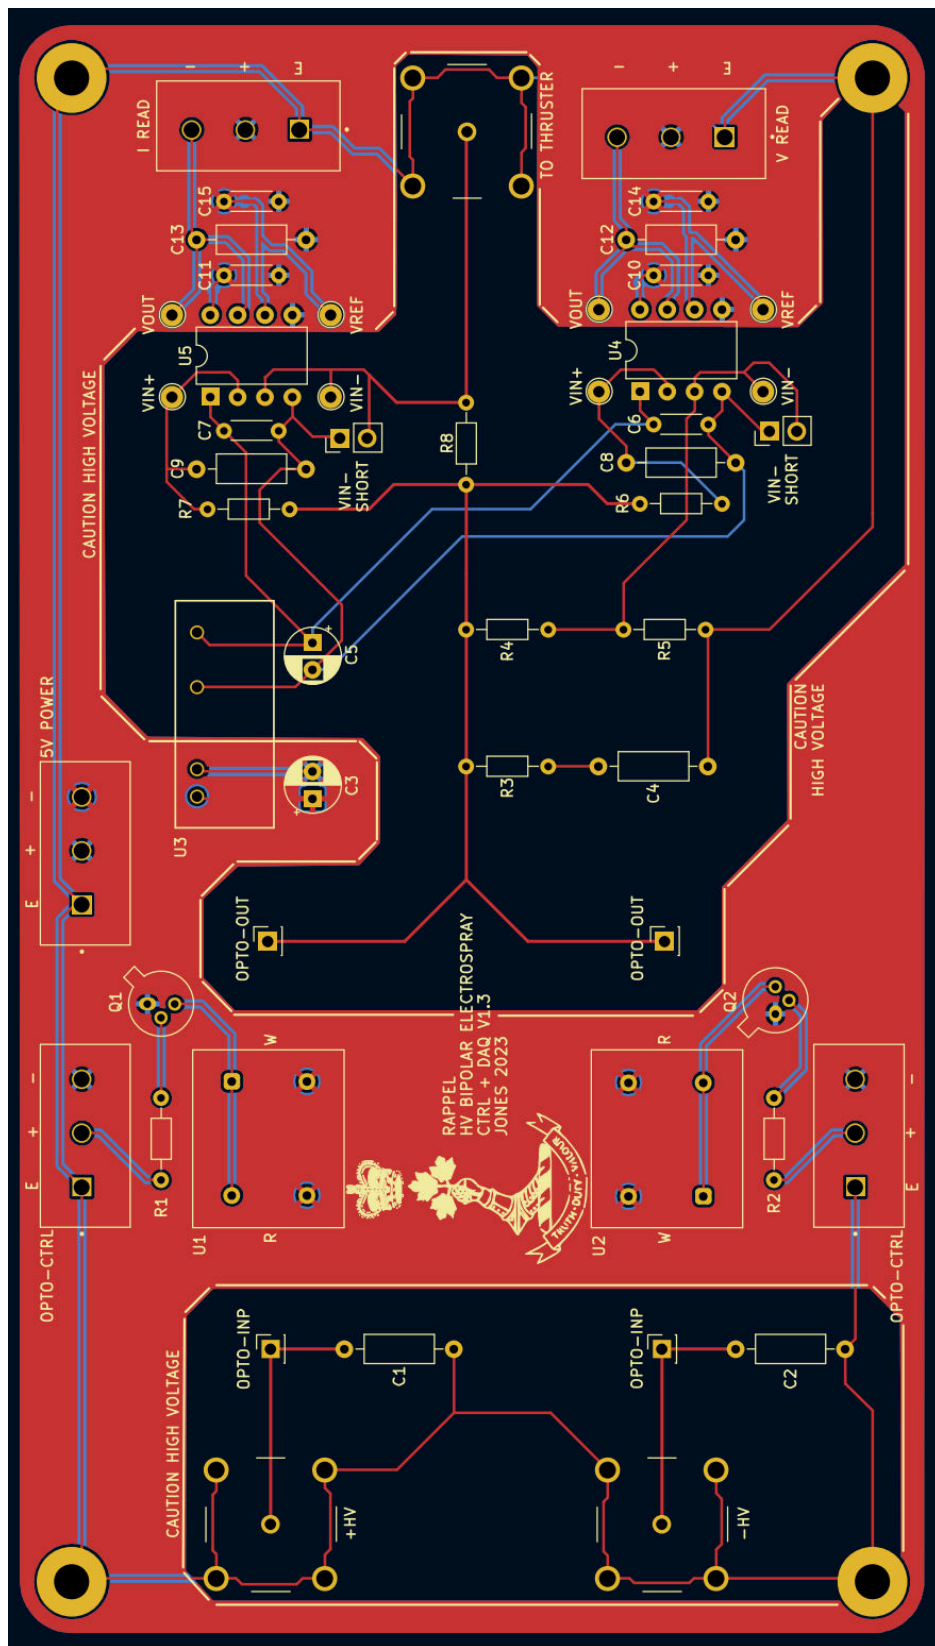 I READ
-
+
E
TO THRUSTER
-
+
E
V READ
C15
C13
C11
C14
C12
C10
VOUT
VREF
VOUT
VREF
U5
U4
VIN+
VIN-
VIN+
VIN-
C7
C9
R7
VIN-
SHORT
R8
C6
C8
R6
VIN-
SHORT
CAUTION HIGH VOLTAGE
+
C5
R4
R5
5V POWER
-
+
E
U3
C3
+
R3
C4
CAUTION
HIGH VOLTAGE
OPTO-OUT
OPTO-OUT
Q1
Q2
RAPPEL
HV BIPOLAR ELECTROSPRAY
CTRL + DAQ V1.3
JONES 2023
-
+
E
OPTO-CTRL
R1
W
R
U1
TRUTH·DUTY·VALOUR
R
W
U2
R2
-
+
E
OPTO-CTRL
CAUTION HIGH VOLTAGE
OPTO-INP
C1
OPTO-INP
C2
+HV
-HV